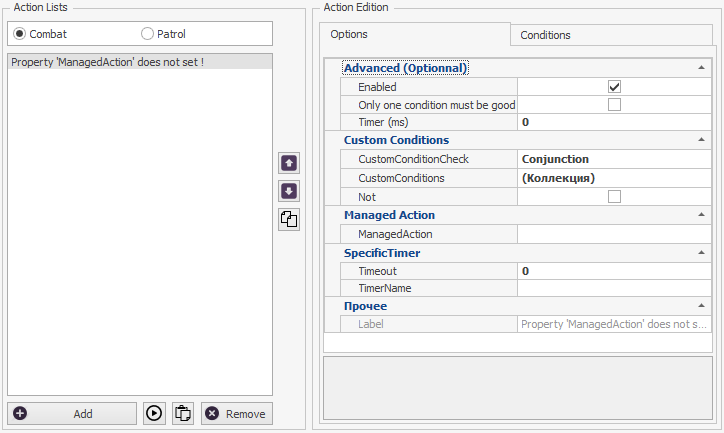 Action Lists
Combat
Patrol
Property 'ManagedAction' does not set !
Add
Remove
Action Edition
Options
Conditions
Advanced (Optionnal)
Enabled
Only one condition must be good
Timer (ms) 0
Custom Conditions
CustomConditionCheck Conjunction
CustomConditions (Коллекция)
Not
Managed Action
ManagedAction
SpecificTimer
Timeout 0
TimerName
Прочее
Label Property 'ManagedAction' does not s...